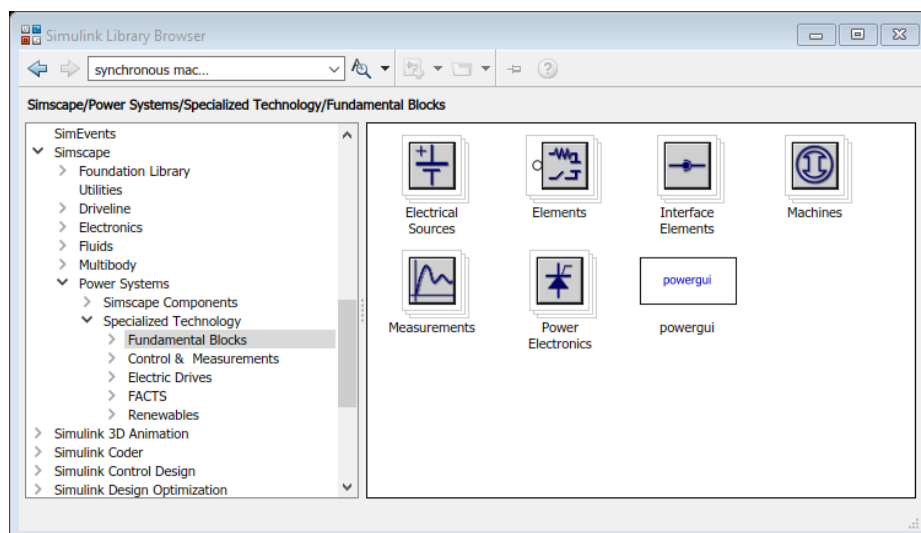 Simulink Library Browser
synchronous mac...
Simscape/Power Systems/Specialized Technology/Fundamental Blocks
SimEvents
Simscape
Foundation Library
Utilities
Driveline
Electronics
Fluids
Multibody
Power Systems
Simscape Components
Specialized Technology
Fundamental Blocks
Control & Measurements
Electric Drives
FACTS
Renewables
Simulink 3D Animation
Simulink Coder
Simulink Control Design
Simulink Design Optimization
Electrical
Sources
Elements
Interface
Elements
Machines
Measurements
Power
Electronics
powergui
powergui